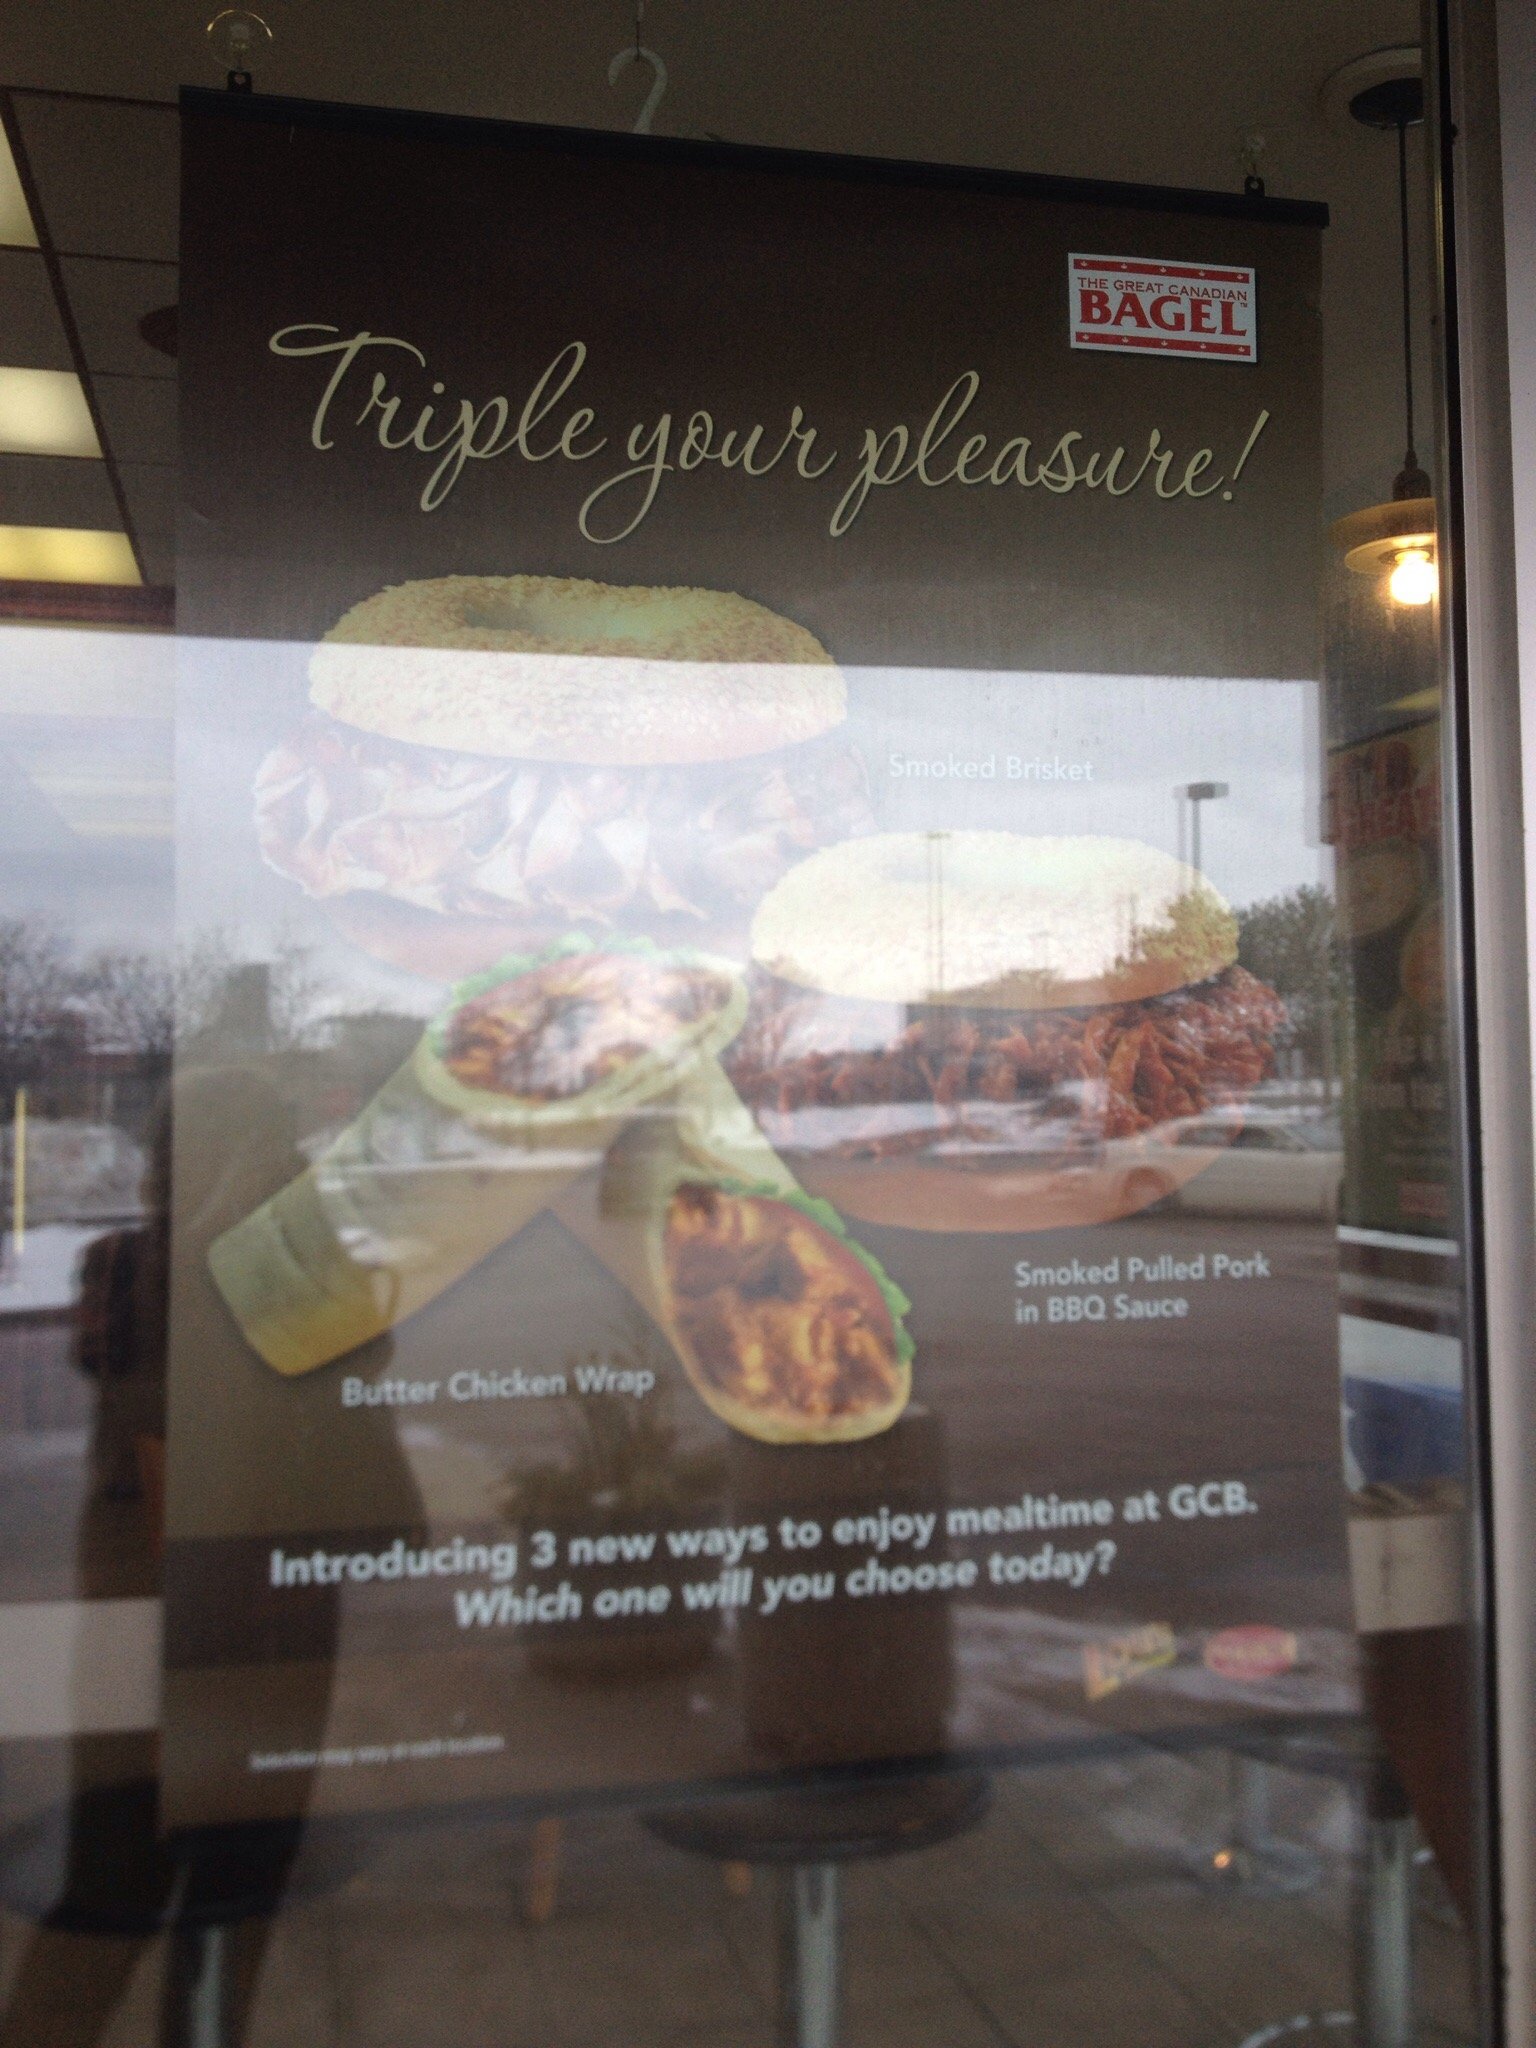 THE GREAT CANADIAN
BAGEL™
Triple your pleasure!
Smoked Brisket
Smoked Pulled Pork
in BBQ Sauce
Butter Chicken Wrap
Introducing 3 new ways to enjoy mealtime at GCB.
Which one will you choose today?